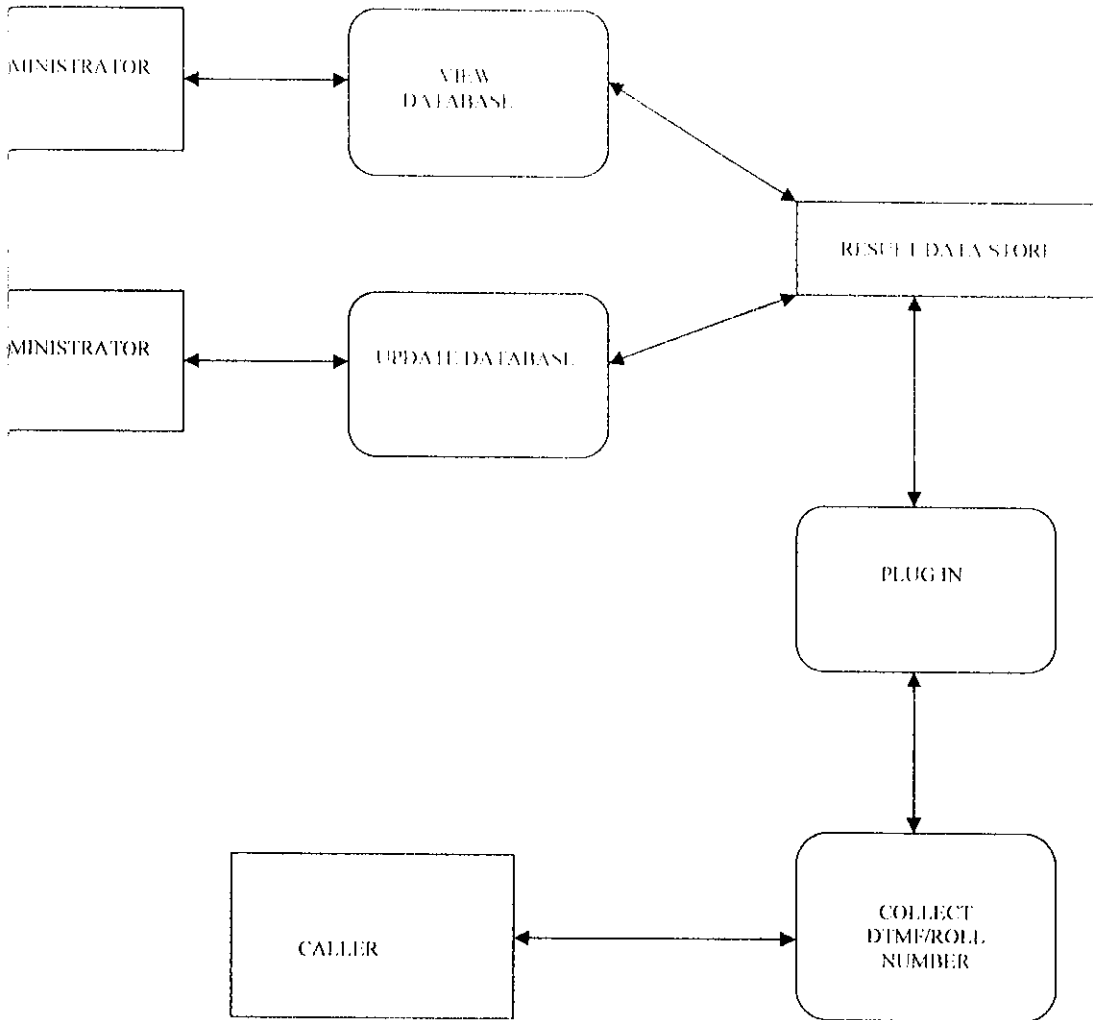 MINISTRATOR
VIEW
DATABASE
RESULT DATA STORE
MINISTRATOR
UPDATE DATABASE
PLUG IN
CALLER
COLLECT
DTMF/ROLL
NUMBER